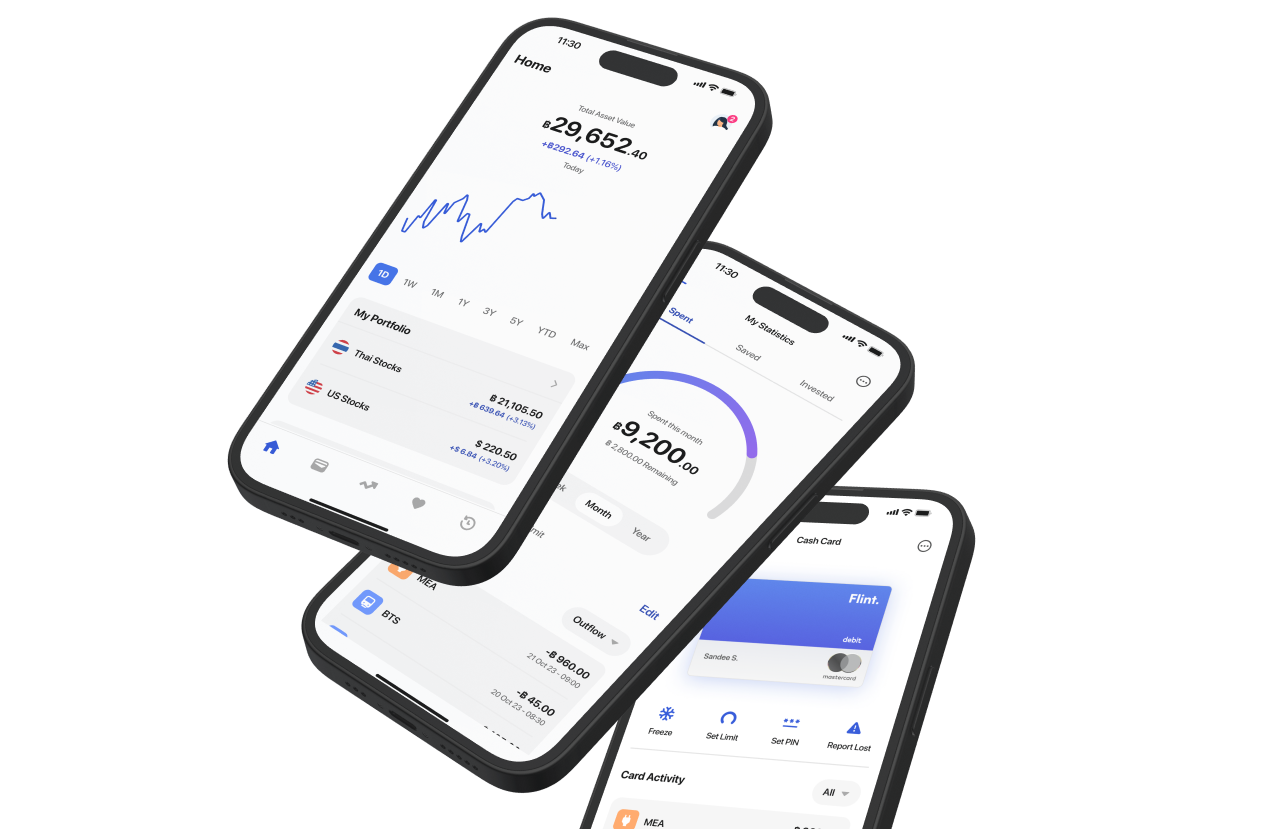 11:30
Home
2
Total Asset Value
฿29,652.40
+฿292.64 (+1.16%)
Today
1D 1W 1M 1Y 3Y 5Y YTD Max
My Portfolio
Thai Stocks
฿ 21,105.50
+฿ 639.64 (+3.13%)
US Stocks
$ 220.50
+$ 6.84 (+3.20%)
11:30
My Statistics
Spent Saved Invested
Spent this month
฿9,200.00
฿ 2,800.00 Remaining
Month Year
Edit
Outflow
MEA
-฿ 960.00
21 Oct 23 - 09:00
BTS
-฿ 45.00
20 Oct 23 - 08:30
Cash Card
Flint.
debit
Sandee S.
mastercard
Freeze Set Limit Set PIN Report Lost
Card Activity
All
MEA